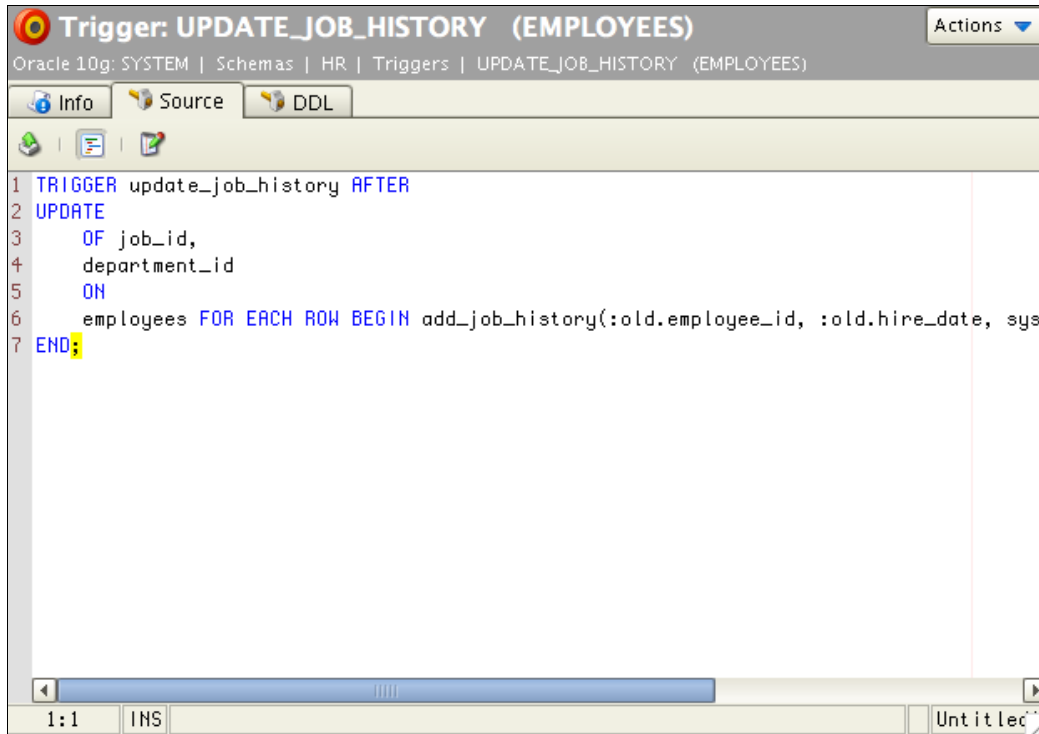 Trigger: UPDATE_JOB_HISTORY (EMPLOYEES)
Actions
Oracle 10g: SYSTEM | Schemas | HR | Triggers | UPDATE_JOB_HISTORY (EMPLOYEES)
Info Source DDL
1 TRIGGER update_job_history AFTER
2 UPDATE
3 OF job_id,
4 department_id
5 ON
6 employees FOR EACH ROW BEGIN add_job_history(:old.employee_id, :old.hire_date, sys
7 END;
1:1 INS Untitled